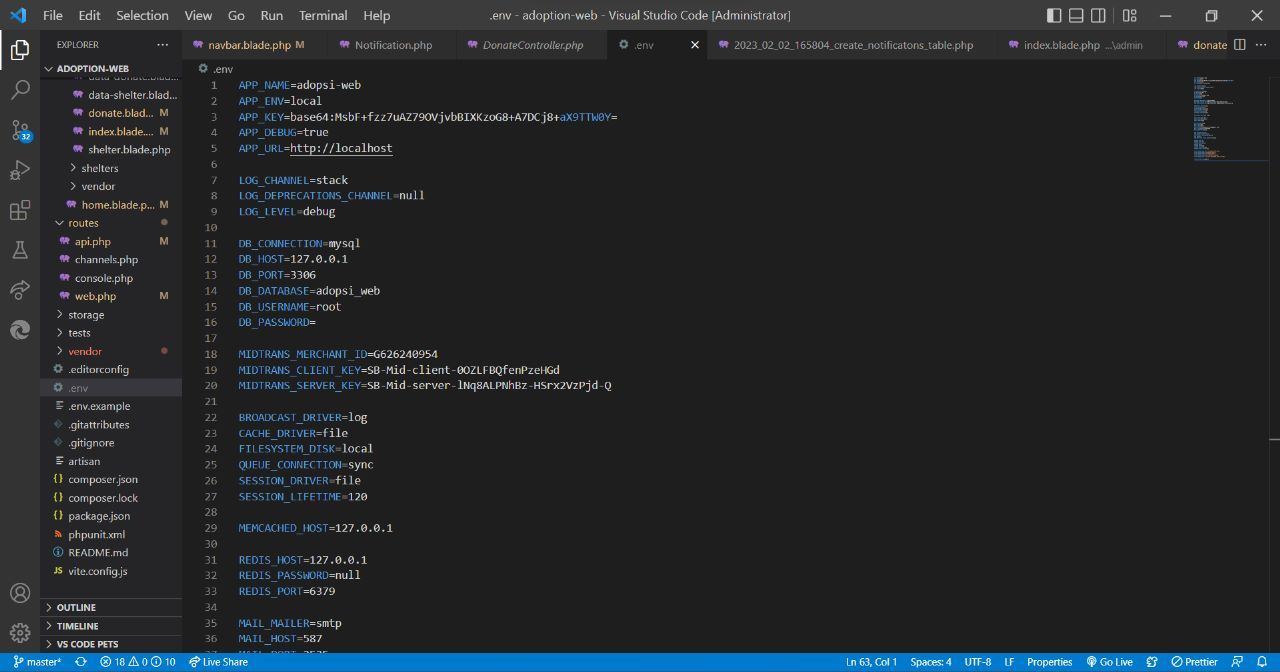 File Edit Selection View Go Run Terminal Help
.env - adoption-web - Visual Studio Code [Administrator]
EXPLORER
navbar.blade.php M
Notification.php
DonateController.php
.env
2023_02_02_165804_create_notificatons_table.php
index.blade.php ...\admin
donate
ADOPTION-WEB
data-donate.blad...
data-shelter.blad...
donate.blad... M
index.blade.... M
shelter.blade.php
shelters
vendor
home.blade.p... M
routes
api.php M
channels.php
console.php
web.php M
storage
tests
vendor
.editorconfig
.env
.env.example
.gitattributes
.gitignore
artisan
composer.json
composer.lock
package.json
phpunit.xml
README.md
vite.config.js
OUTLINE
TIMELINE
VS CODE PETS
32
.env
1 APP_NAME=adopsi-web
2 APP_ENV=local
3 APP_KEY=base64:MsbF+fzz7uAZ79OVjvbBIXKzoG8+A7DCj8+aX9TTW0Y=
4 APP_DEBUG=true
5 APP_URL=http://localhost
6
7 LOG_CHANNEL=stack
8 LOG_DEPRECATIONS_CHANNEL=null
9 LOG_LEVEL=debug
10
11 DB_CONNECTION=mysql
12 DB_HOST=127.0.0.1
13 DB_PORT=3306
14 DB_DATABASE=adopsi_web
15 DB_USERNAME=root
16 DB_PASSWORD=
17
18 MIDTRANS_MERCHANT_ID=G626240954
19 MIDTRANS_CLIENT_KEY=SB-Mid-client-0OZLFBQfenPzeHGd
20 MIDTRANS_SERVER_KEY=SB-Mid-server-lNq8ALPNhBz-HSrx2VzPjd-Q
21
22 BROADCAST_DRIVER=log
23 CACHE_DRIVER=file
24 FILESYSTEM_DISK=local
25 QUEUE_CONNECTION=sync
26 SESSION_DRIVER=file
27 SESSION_LIFETIME=120
28
29 MEMCACHED_HOST=127.0.0.1
30
31 REDIS_HOST=127.0.0.1
32 REDIS_PASSWORD=null
33 REDIS_PORT=6379
34
35 MAIL_MAILER=smtp
36 MAIL_HOST=587
master* 18 0 10 Live Share
Ln 63, Col 1 Spaces: 4 UTF-8 LF Properties Go Live Prettier